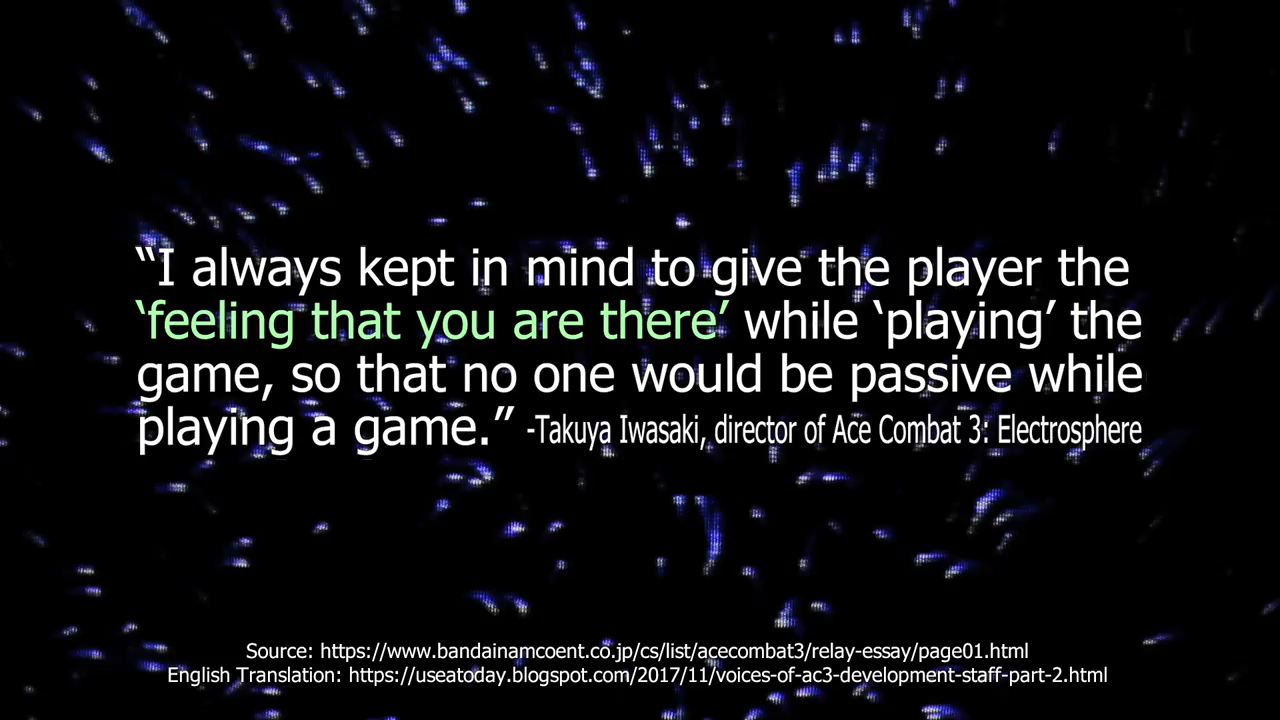 “I always kept in mind to give the player the
‘feeling that you are there’ while ‘playing’ the
game, so that no one would be passive while
playing a game.” -Takuya Iwasaki, director of Ace Combat 3: Electrosphere
Source: https://www.bandainamcoent.co.jp/cs/list/acecombat3/relay-essay/page01.html
English Translation: https://useatoday.blogspot.com/2017/11/voices-of-ac3-development-staff-part-2.html